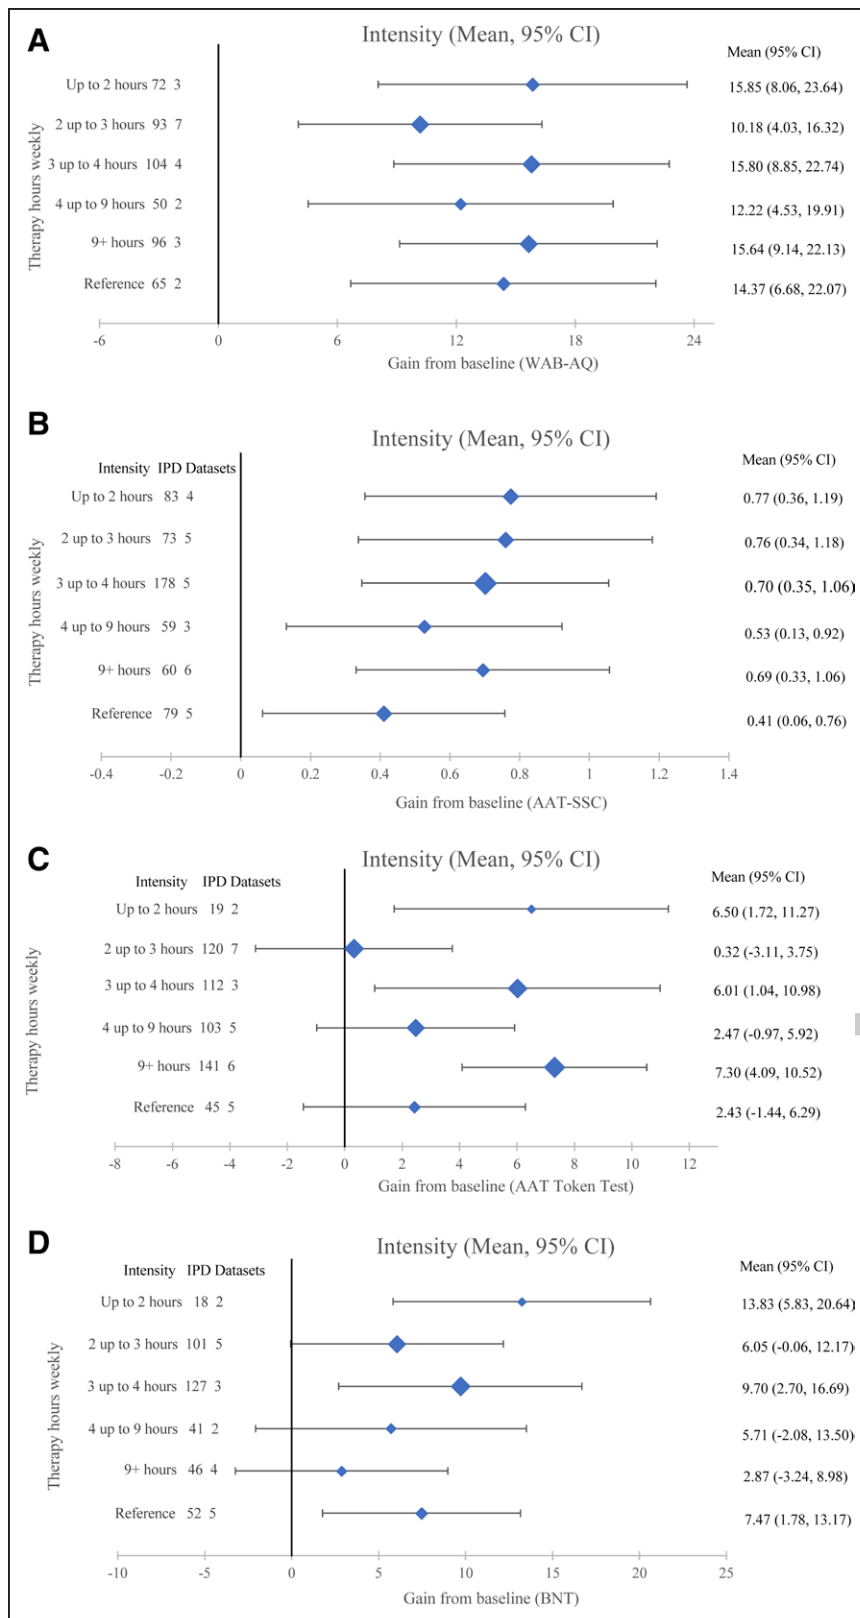 A
Intensity (Mean, 95% CI)
Mean (95% CI)
Therapy hours weekly
Up to 2 hours 72 3 15.85 (8.06, 23.64)
2 up to 3 hours 93 7 10.18 (4.03, 16.32)
3 up to 4 hours 104 4 15.80 (8.85, 22.74)
4 up to 9 hours 50 2 12.22 (4.53, 19.91)
9+ hours 96 3 15.64 (9.14, 22.13)
Reference 65 2 14.37 (6.68, 22.07)
-6 0 6 12 18 24
Gain from baseline (WAB-AQ)
B
Intensity (Mean, 95% CI)
Intensity IPD Datasets Mean (95% CI)
Therapy hours weekly
Up to 2 hours 83 4 0.77 (0.36, 1.19)
2 up to 3 hours 73 5 0.76 (0.34, 1.18)
3 up to 4 hours 178 5 0.70 (0.35, 1.06)
4 up to 9 hours 59 3 0.53 (0.13, 0.92)
9+ hours 60 6 0.69 (0.33, 1.06)
Reference 79 5 0.41 (0.06, 0.76)
-0.4 -0.2 0 0.2 0.4 0.6 0.8 1 1.2 1.4
Gain from baseline (AAT-SSC)
C
Intensity (Mean, 95% CI)
Intensity IPD Datasets Mean (95% CI)
Therapy hours weekly
Up to 2 hours 19 2 6.50 (1.72, 11.27)
2 up to 3 hours 120 7 0.32 (-3.11, 3.75)
3 up to 4 hours 112 3 6.01 (1.04, 10.98)
4 up to 9 hours 103 5 2.47 (-0.97, 5.92)
9+ hours 141 6 7.30 (4.09, 10.52)
Reference 45 5 2.43 (-1.44, 6.29)
-8 -6 -4 -2 0 2 4 6 8 10 12
Gain from baseline (AAT Token Test)
D
Intensity (Mean, 95% CI)
Intensity IPD Datasets Mean (95% CI)
Therapy hours weekly
Up to 2 hours 18 2 13.83 (5.83, 20.64)
2 up to 3 hours 101 5 6.05 (-0.06, 12.17)
3 up to 4 hours 127 3 9.70 (2.70, 16.69)
4 up to 9 hours 41 2 5.71 (-2.08, 13.50)
9+ hours 46 4 2.87 (-3.24, 8.98)
Reference 52 5 7.47 (1.78, 13.17)
-10 -5 0 5 10 15 20 25
Gain from baseline (BNT)